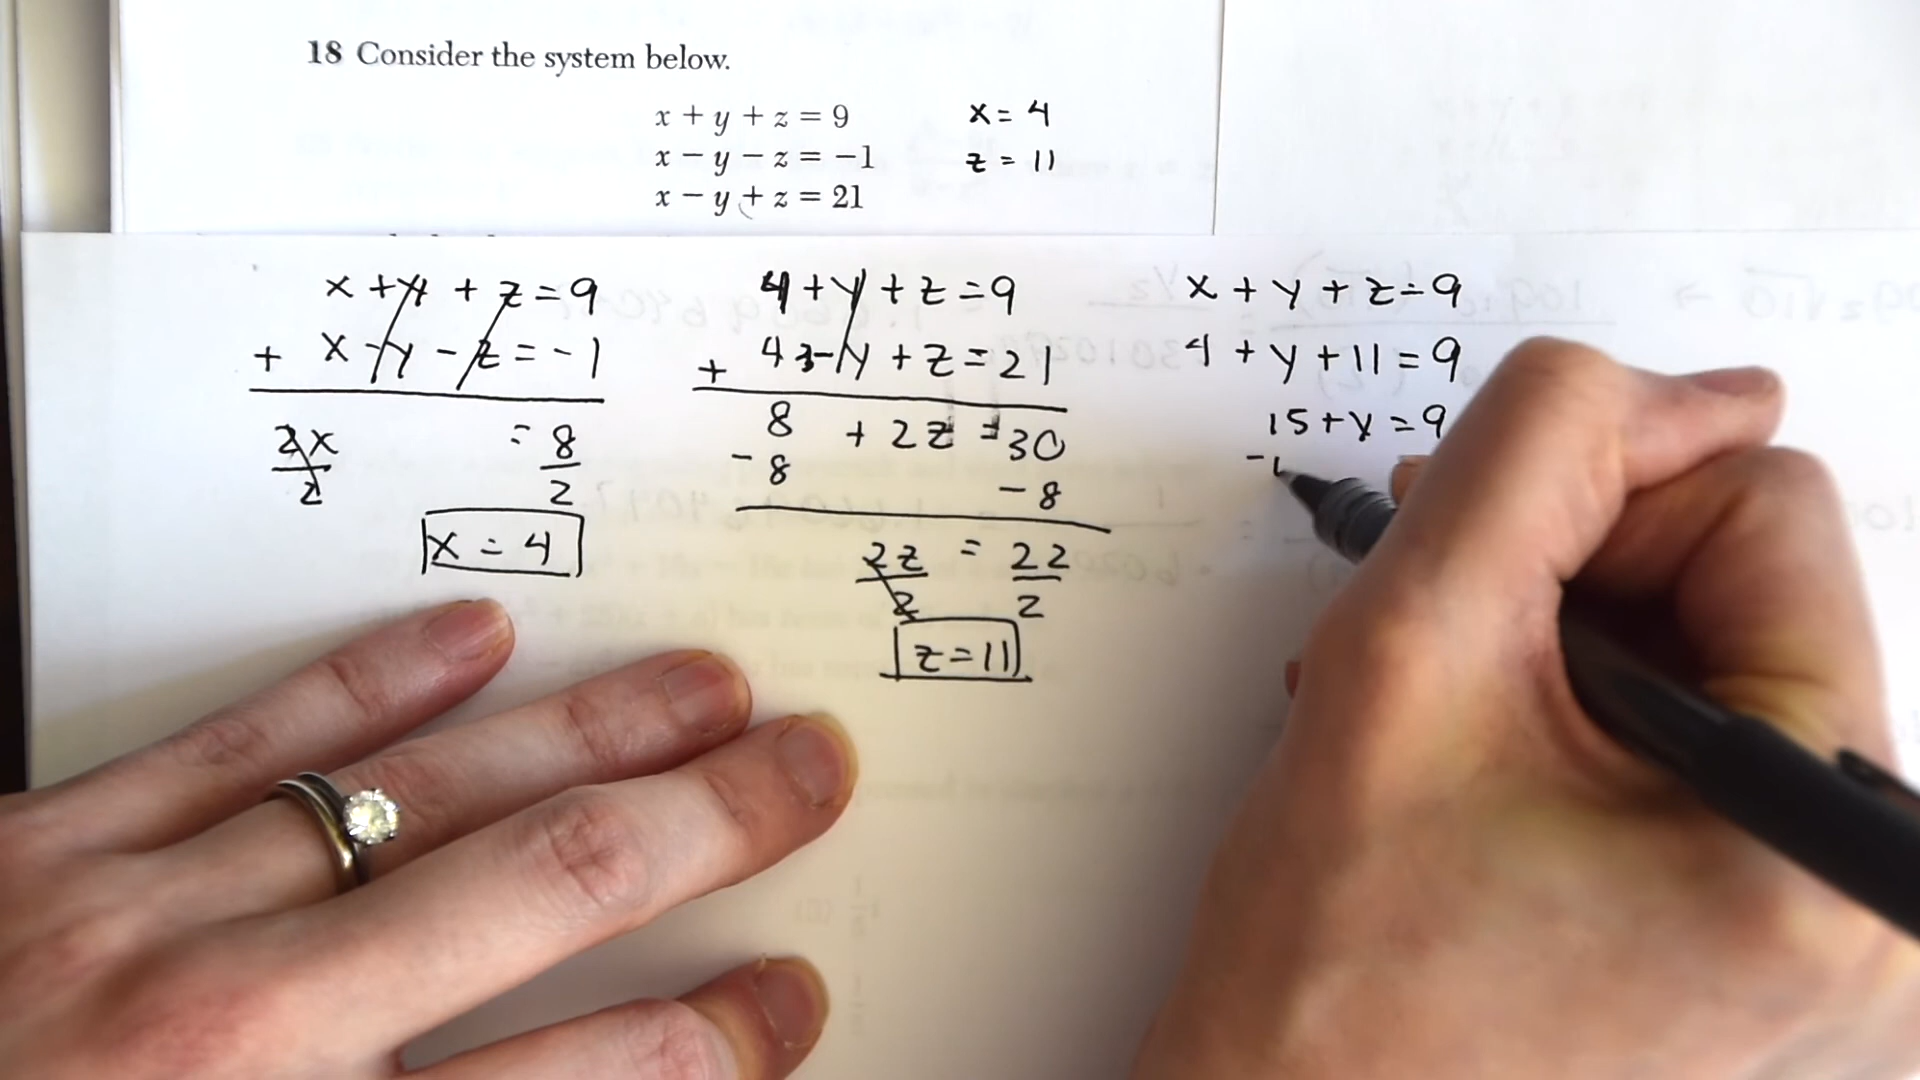 18 Consider the system below.
x + y + z = 9
x − y − z = −1
x − y + z = 21
x = 4
z = 11
x + y + z = 9
+ x - y - z = - 1
2x = 8
2 2
x = 4
4 + y + z = 9
+ 4 - y + z = 21
8 + 2z = 30
- 8 - 8
2z = 22
2 2
z = 11
x + y + z = 9
4 + y + 11 = 9
15 + y = 9
- 1